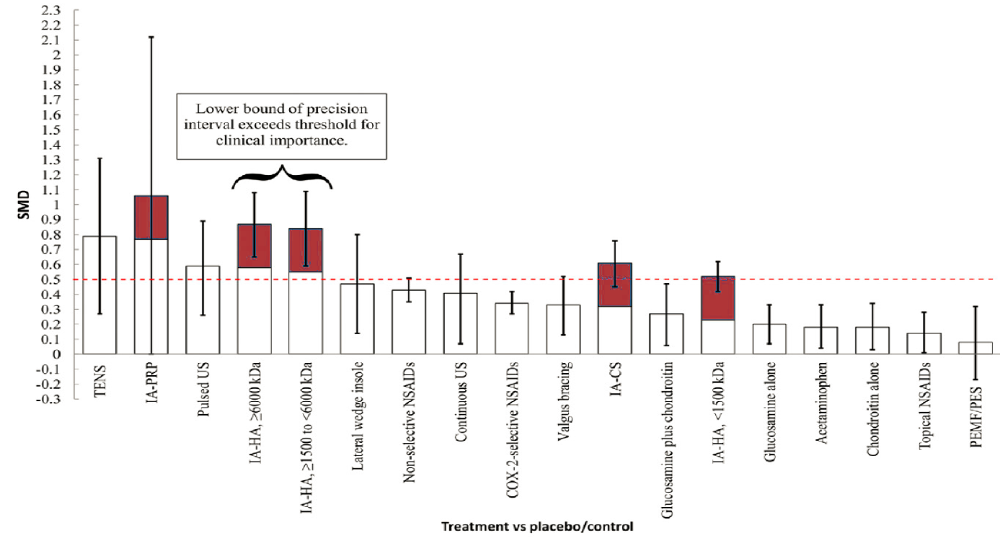 2.3
2.2
2.1
2
1.9
1.8
1.7
1.6
1.5
1.4
1.3
1.2
1.1
1
0.9
0.8
0.7
0.6
0.5
0.4
0.3
0.2
0.1
0
-0.1
-0.2
-0.3
SMD
Lower bound of precision
interval exceeds threshold for
clinical importance.
TENS
IA-PRP
Pulsed US
IA-HA, ≥6000 kDa
IA-HA, ≥1500 to <6000 kDa
Lateral wedge insole
Non-selective NSAIDs
Continuous US
COX-2-selective NSAIDs
Valgus bracing
IA-CS
Glucosamine plus chondroitin
IA-HA, <1500 kDa
Glucosamine alone
Acetaminophen
Chondroitin alone
Topical NSAIDs
PEMF/PES
Treatment vs placebo/control